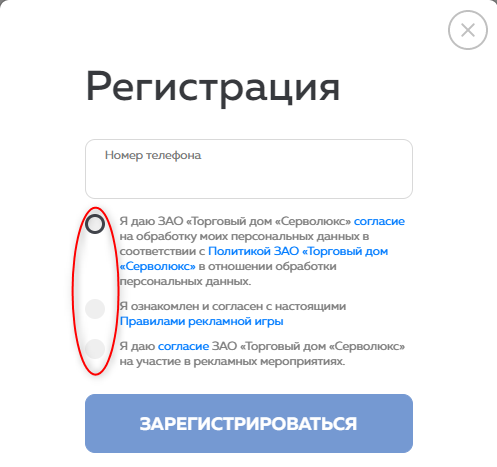 Регистрация
Номер телефона
Я даю ЗАО «Торговый дом «Серволюкс» согласие
на обработку моих персональных данных в
соответствии с Политикой ЗАО «Торговый дом
«Серволюкс» в отношении обработки
персональных данных.
Я ознакомлен и согласен с настоящими
Правилами рекламной игры
Я даю согласие ЗАО «Торговый дом «Серволюкс»
на участие в рекламных мероприятиях.
ЗАРЕГИСТРИРОВАТЬСЯ